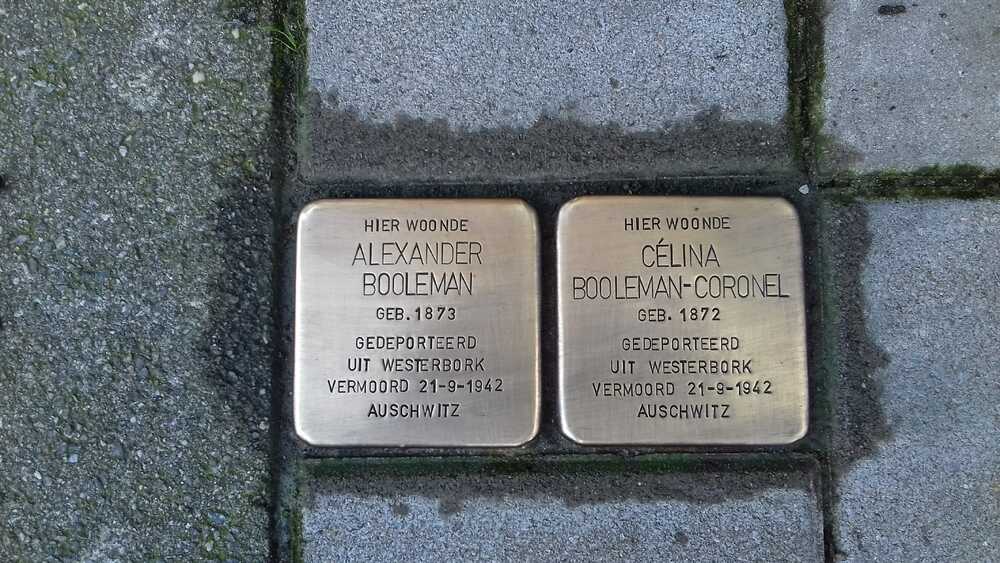 HIER WOONDE
ALEXANDER
BOOLEMAN
GEB. 1873
GEDEPORTEERD
UIT WESTERBORK
VERMOORD 21-9-1942
AUSCHWITZ
HIER WOONDE
CÉLINA
BOOLEMAN-CORONEL
GEB. 1872
GEDEPORTEERD
UIT WESTERBORK
VERMOORD 21-9-1942
AUSCHWITZ